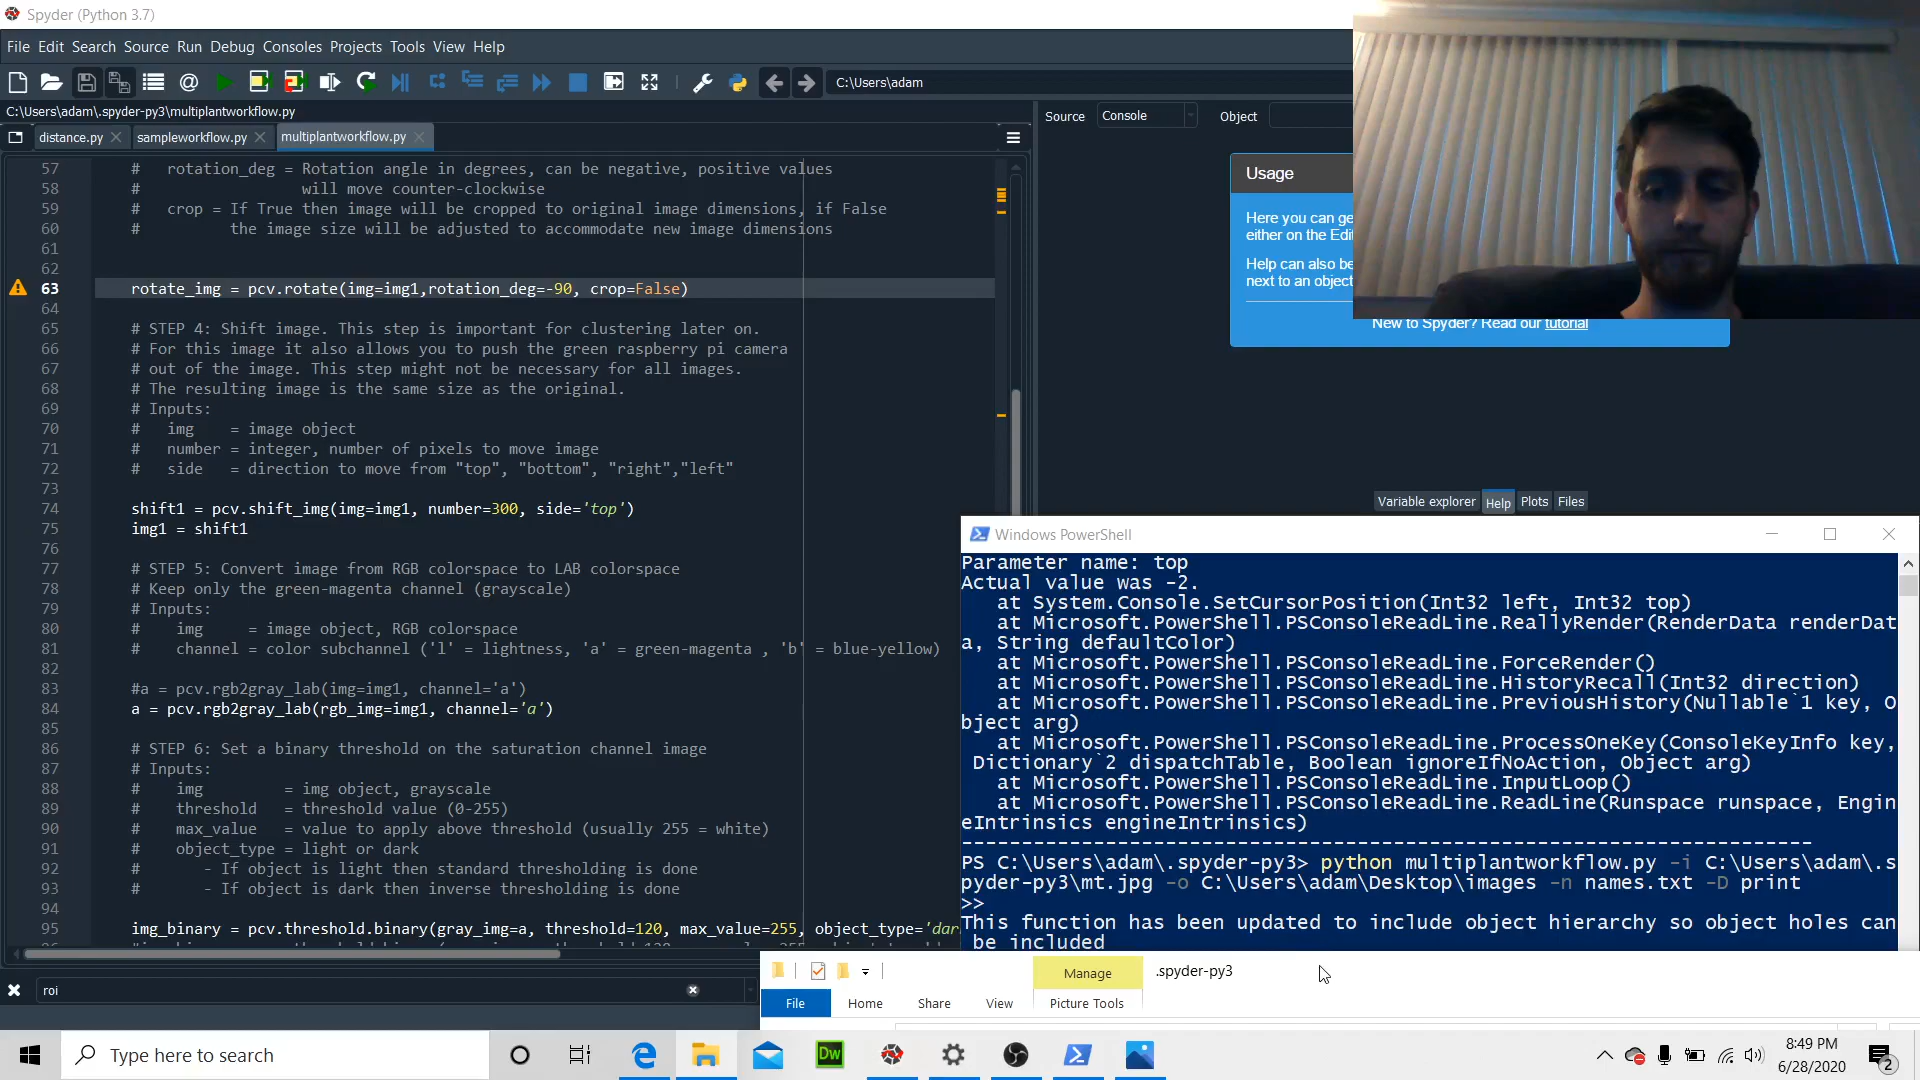 Spyder (Python 3.7)
File Edit Search Source Run Debug Consoles Projects Tools View Help
C:\Users\adam
C:\Users\adam\.spyder-py3\multiplantworkflow.py
distance.py sampleworkflow.py multiplantworkflow.py
57 # rotation_deg = Rotation angle in degrees, can be negative, positive values
58 # will move counter-clockwise
59 # crop = If True then image will be cropped to original image dimensions, if False
60 # the image size will be adjusted to accommodate new image dimensions
61
62
63 rotate_img = pcv.rotate(img=img1,rotation_deg=-90, crop=False)
64
65 # STEP 4: Shift image. This step is important for clustering later on.
66 # For this image it also allows you to push the green raspberry pi camera
67 # out of the image. This step might not be necessary for all images.
68 # The resulting image is the same size as the original.
69 # Inputs:
70 # img = image object
71 # number = integer, number of pixels to move image
72 # side = direction to move from "top", "bottom", "right","left"
73
74 shift1 = pcv.shift_img(img=img1, number=300, side='top')
75 img1 = shift1
76
77 # STEP 5: Convert image from RGB colorspace to LAB colorspace
78 # Keep only the green-magenta channel (grayscale)
79 # Inputs:
80 # img = image object, RGB colorspace
81 # channel = color subchannel ('l' = lightness, 'a' = green-magenta , 'b' = blue-yellow)
82
83 #a = pcv.rgb2gray_lab(img=img1, channel='a')
84 a = pcv.rgb2gray_lab(rgb_img=img1, channel='a')
85
86 # STEP 6: Set a binary threshold on the saturation channel image
87 # Inputs:
88 # img = img object, grayscale
89 # threshold = threshold value (0-255)
90 # max_value = value to apply above threshold (usually 255 = white)
91 # object_type = light or dark
92 # - If object is light then standard thresholding is done
93 # - If object is dark then inverse thresholding is done
94
95 img_binary = pcv.threshold.binary(gray_img=a, threshold=120, max_value=255, object_type='dar
roi
Source Console Object
Usage
Here you can ge
either on the Edi
Help can also be
next to an object
New to Spyder? Read our tutorial
Variable explorer Help Plots Files
Windows PowerShell
Parameter name: top
Actual value was -2.
at System.Console.SetCursorPosition(Int32 left, Int32 top)
at Microsoft.PowerShell.PSConsoleReadLine.ReallyRender(RenderData renderDat
a, String defaultColor)
at Microsoft.PowerShell.PSConsoleReadLine.ForceRender()
at Microsoft.PowerShell.PSConsoleReadLine.HistoryRecall(Int32 direction)
at Microsoft.PowerShell.PSConsoleReadLine.PreviousHistory(Nullable`1 key, O
bject arg)
at Microsoft.PowerShell.PSConsoleReadLine.ProcessOneKey(ConsoleKeyInfo key,
Dictionary`2 dispatchTable, Boolean ignoreIfNoAction, Object arg)
at Microsoft.PowerShell.PSConsoleReadLine.InputLoop()
at Microsoft.PowerShell.PSConsoleReadLine.ReadLine(Runspace runspace, Engin
eIntrinsics engineIntrinsics)
-----------------------------------------------------------------------
PS C:\Users\adam\.spyder-py3> python multiplantworkflow.py -i C:\Users\adam\.s
pyder-py3\mt.jpg -o C:\Users\adam\Desktop\images -n names.txt -D print
>>
This function has been updated to include object hierarchy so object holes can
be included
Manage .spyder-py3
File Home Share View Picture Tools
Type here to search
Dw
8:49 PM
6/28/2020
2